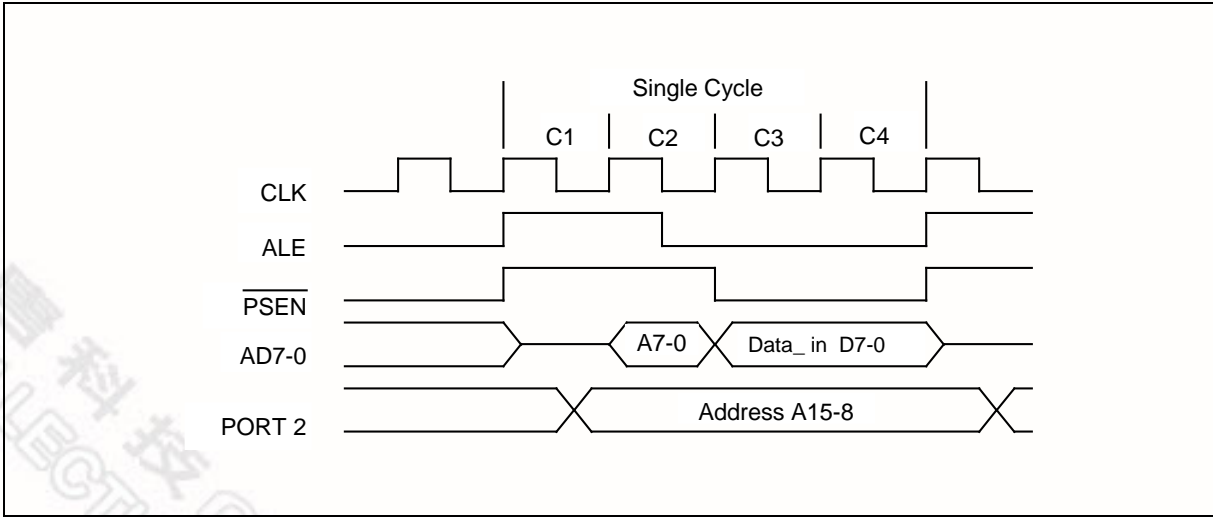 Single Cycle
C1 C2 C3 C4
CLK
ALE
PSEN
AD7-0 A7-0 Data_ in D7-0
PORT 2 Address A15-8